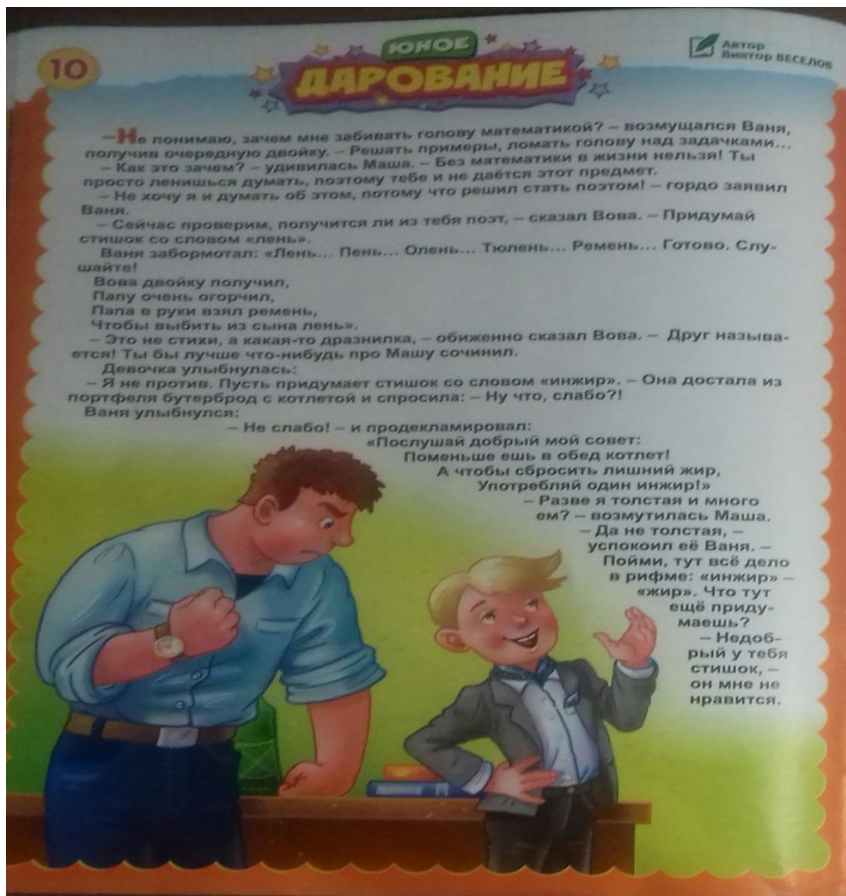 10
ЮНОЕ
ДАРОВАНИЕ
Автор
Виктор ВЕСЕЛОВ
—Не понимаю, зачем мне забивать голову математикой? – возмущался Ваня,
получив очередную двойку. – Решать примеры, ломать голову над задачками...
– Как это зачем? – удивилась Маша. – Без математики в жизни нельзя! Ты
просто ленишься думать, поэтому тебе и не даётся этот предмет.
– Не хочу я и думать об этом, потому что решил стать поэтом! – гордо заявил
Ваня.
– Сейчас проверим, получится ли из тебя поэт, – сказал Вова. – Придумай
стишок со словом «лень».
Ваня забормотал: «Лень... Пень... Олень... Тюлень... Ремень... Готово. Слу-
шайте!
Вова двойку получил,
Папу очень огорчил,
Папа в руки взял ремень,
Чтобы выбить из сына лень».
– Это не стихи, а какая-то дразнилка, – обиженно сказал Вова. – Друг называ-
ется! Ты бы лучше что-нибудь про Машу сочинил.
Девочка улыбнулась:
– Я не против. Пусть придумает стишок со словом «инжир». – Она достала из
портфеля бутерброд с котлетой и спросила: – Ну что, слабо?!
Ваня улыбнулся:
– Не слабо! – и продекламировал:
«Послушай добрый мой совет:
Поменьше ешь в обед котлет!
А чтобы сбросить лишний жир,
Употребляй один инжир!»
– Разве я толстая и много
ем? – возмутилась Маша.
– Да не толстая, –
успокоил её Ваня. –
Пойми, тут всё дело
в рифме: «инжир» –
«жир». Что тут
ещё приду-
маешь?
– Недоб-
рый у тебя
стишок, –
он мне не
нравится.